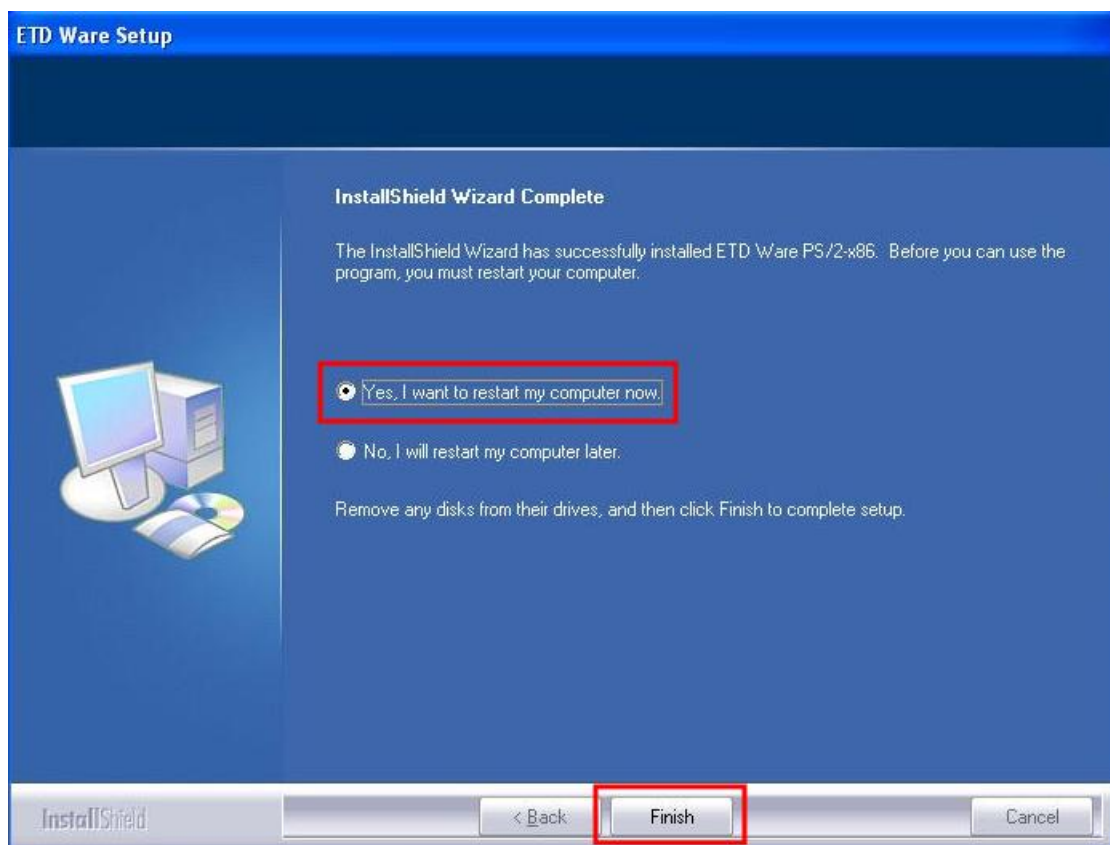 ETD Ware Setup
InstallShield Wizard Complete
The InstallShield Wizard has successfully installed ETD Ware PS/2-x86. Before you can use the
program, you must restart your computer.
Yes, I want to restart my computer now.
No, I will restart my computer later.
Remove any disks from their drives, and then click Finish to complete setup.
InstallShield
< Back
Finish
Cancel